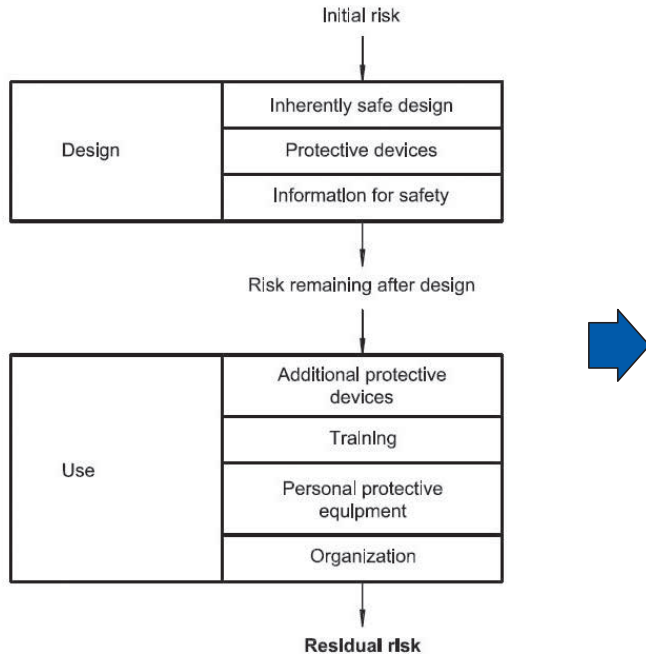 Initial risk
Inherently safe design
Design
Protective devices
Information for safety
Risk remaining after design
Additional protective
devices
Training
Use
Personal protective
equipment
Organization
Residual risk